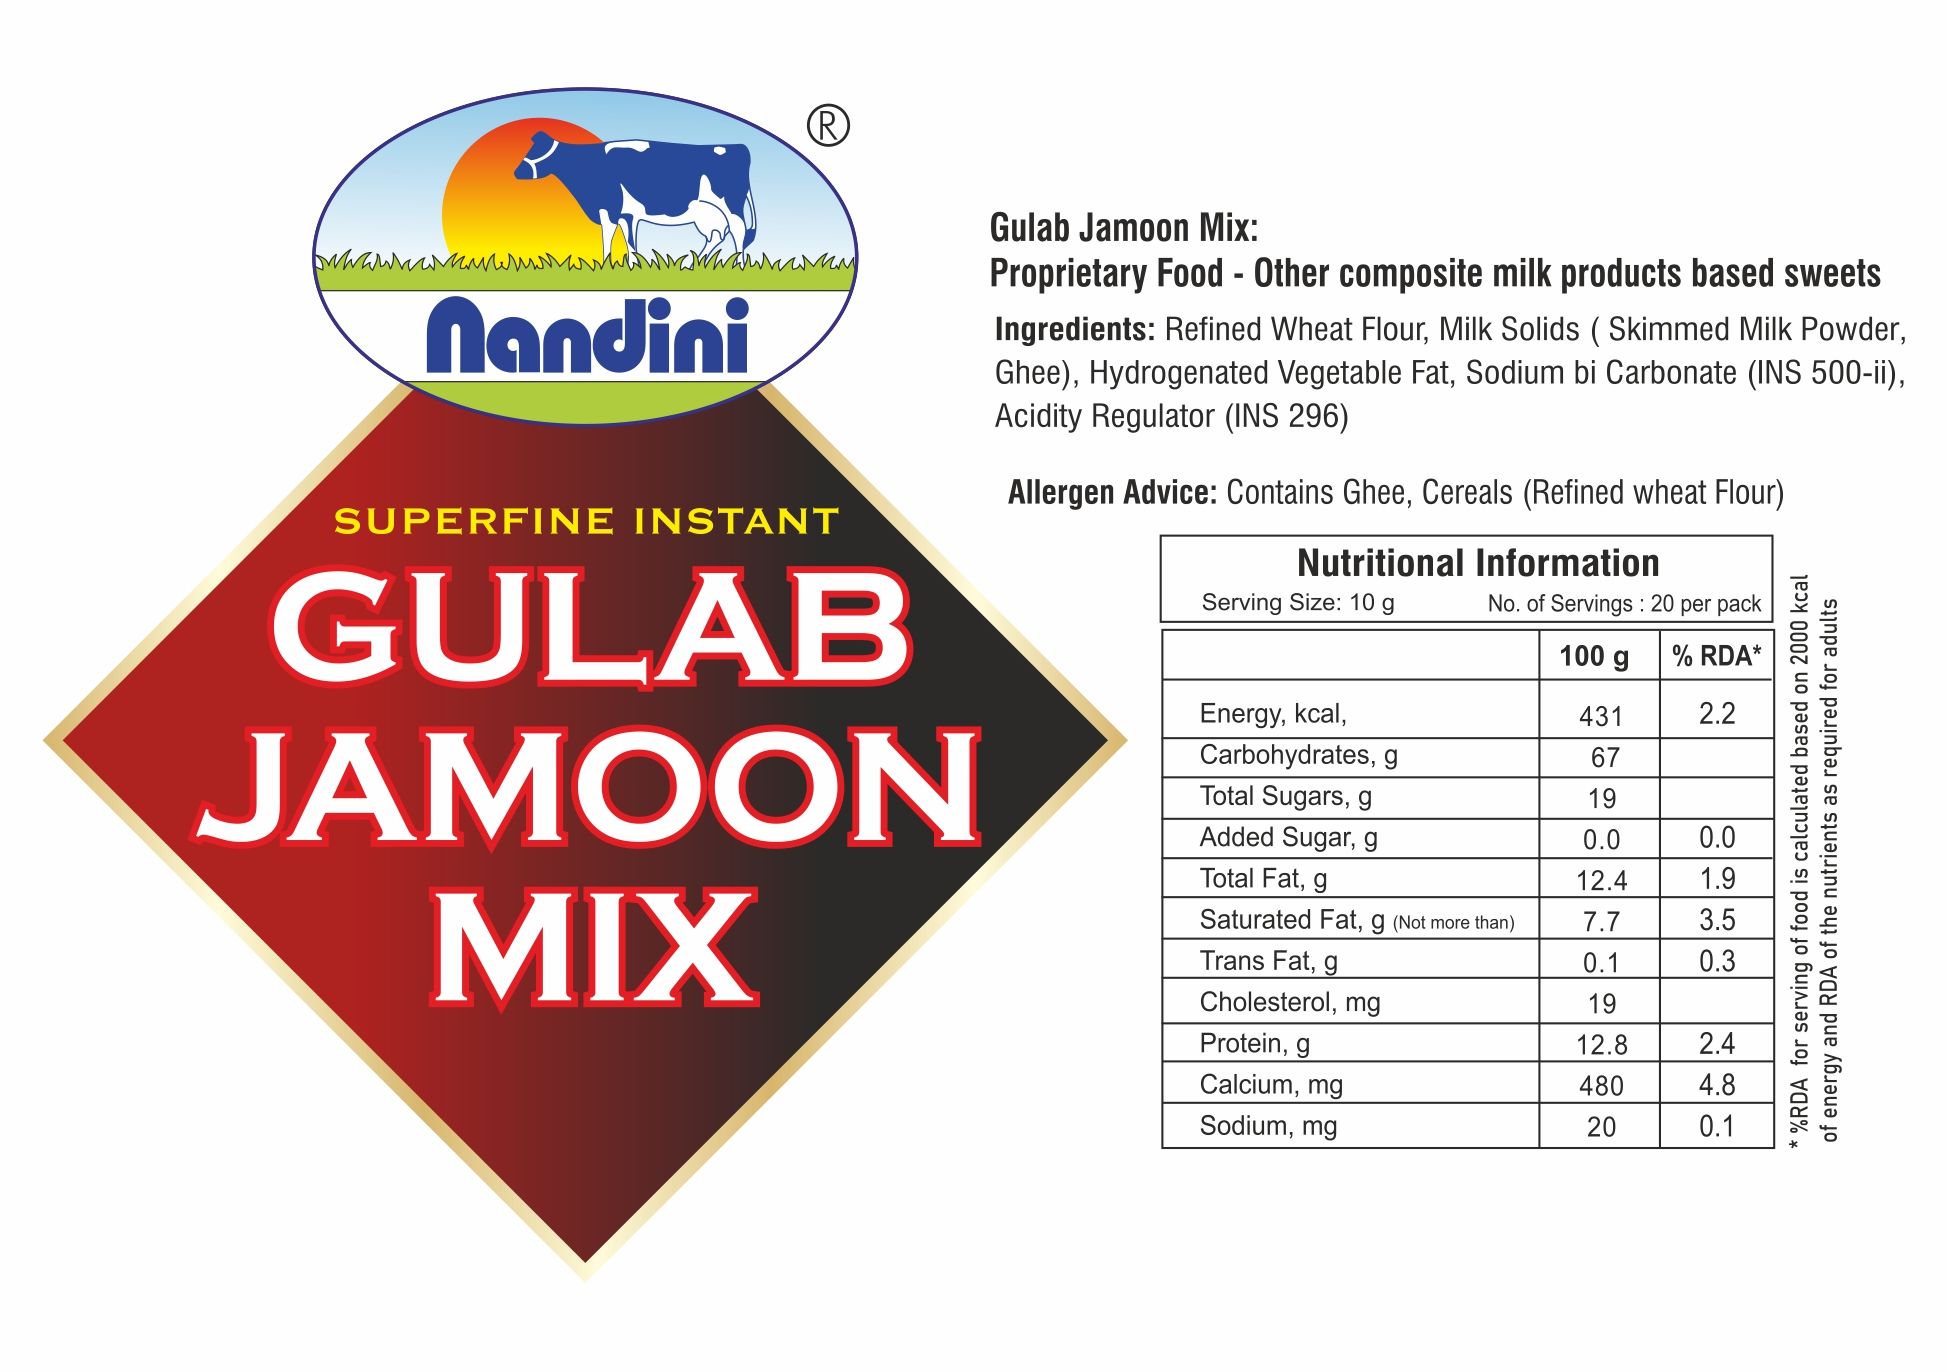 ®
nandini
SUPERFINE INSTANT
GULAB
JAMOON
MIX
Gulab Jamoon Mix:
Proprietary Food - Other composite milk products based sweets
Ingredients: Refined Wheat Flour, Milk Solids ( Skimmed Milk Powder,
Ghee), Hydrogenated Vegetable Fat, Sodium bi Carbonate (INS 500-ii),
Acidity Regulator (INS 296)
Allergen Advice: Contains Ghee, Cereals (Refined wheat Flour)
Nutritional Information
Serving Size: 10 g No. of Servings : 20 per pack
100 g % RDA*
Energy, kcal, 431 2.2
Carbohydrates, g 67
Total Sugars, g 19
Added Sugar, g 0.0 0.0
Total Fat, g 12.4 1.9
Saturated Fat, g (Not more than) 7.7 3.5
Trans Fat, g 0.1 0.3
Cholesterol, mg 19
Protein, g 12.8 2.4
Calcium, mg 480 4.8
Sodium, mg 20 0.1
* %RDA for serving of food is calculated based on 2000 kcal
of energy and RDA of the nutrients as required for adults